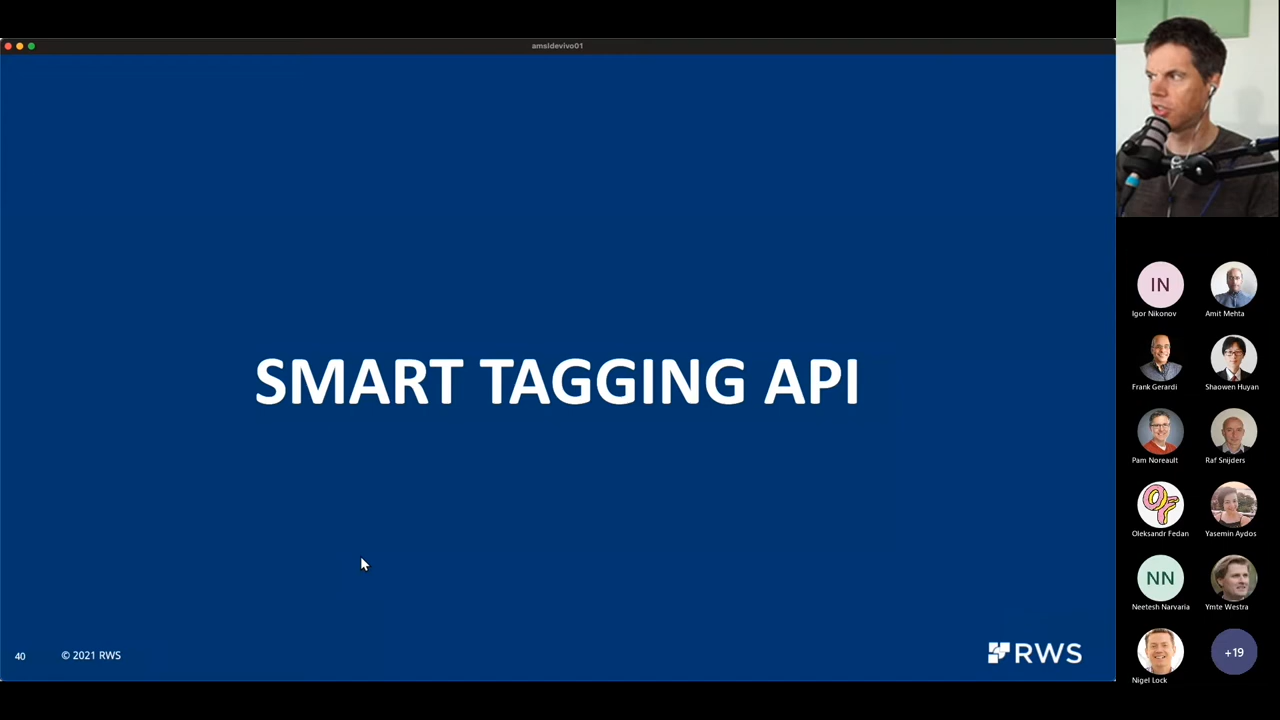 amsldevivo01
SMART TAGGING API
40
© 2021 RWS
RWS
IN
Igor Nikonov
Amit Mehta
Frank Gerardi
Shaowen Huyan
Pam Noreault
Raf Snijders
OF
Oleksandr Fedan
Yasemin Aydos
NN
Neetesh Narvaria
Ymte Westra
Nigel Lock
+19